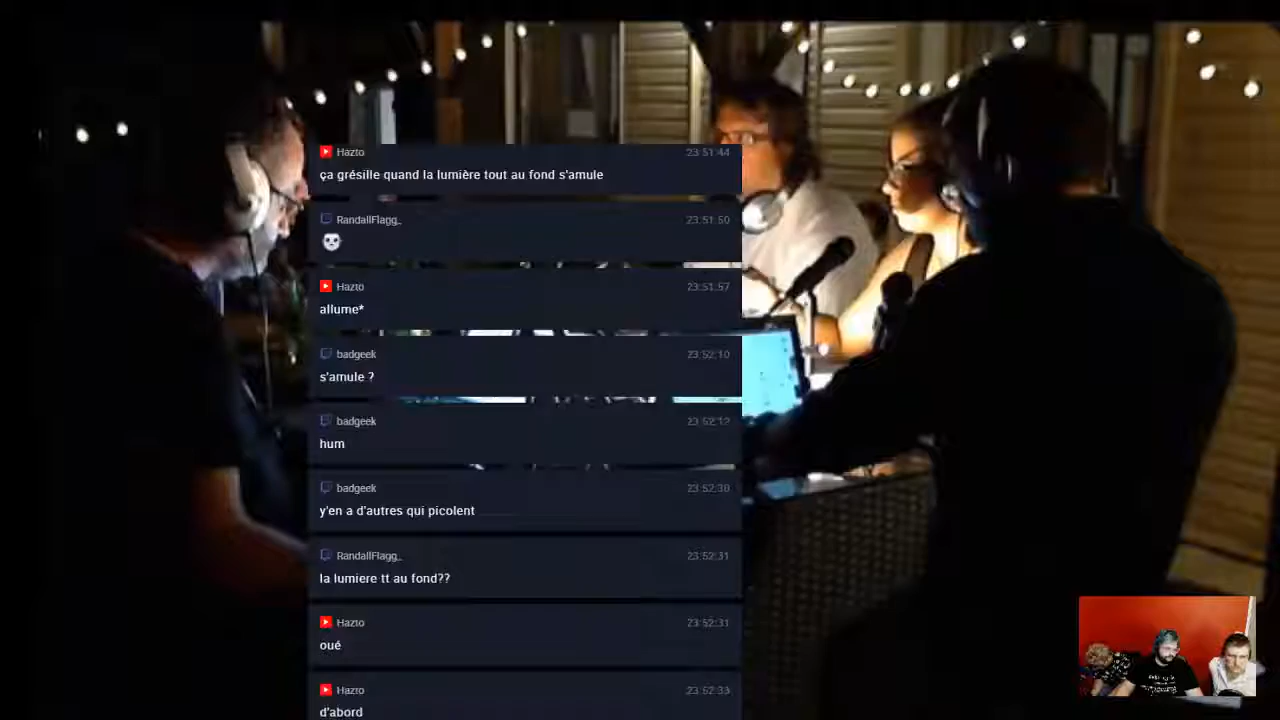 Hazto 23:51:44
ça grésille quand la lumière tout au fond s'amule
RandallFlagg_ 23:51:50
Hazto 23:51:57
allume*
badgeek 23:52:10
s'amule ?
badgeek 23:52:12
hum
badgeek 23:52:30
y'en a d'autres qui picolent
RandallFlagg_ 23:52:31
la lumiere tt au fond??
Hazto 23:52:31
oué
Hazto 23:52:33
d'abord